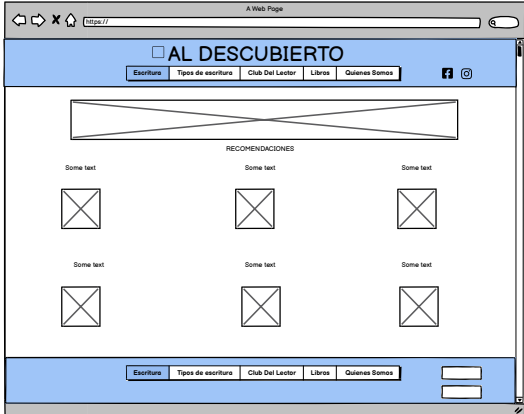 A Web Page
https://
AL DESCUBIERTO
Escritura Tipos de escritura Club Del Lector Libros Quienes Somos
RECOMENDACIONES
Some text Some text Some text
Some text Some text Some text
Escritura Tipos de escritura Club Del Lector Libros Quienes Somos